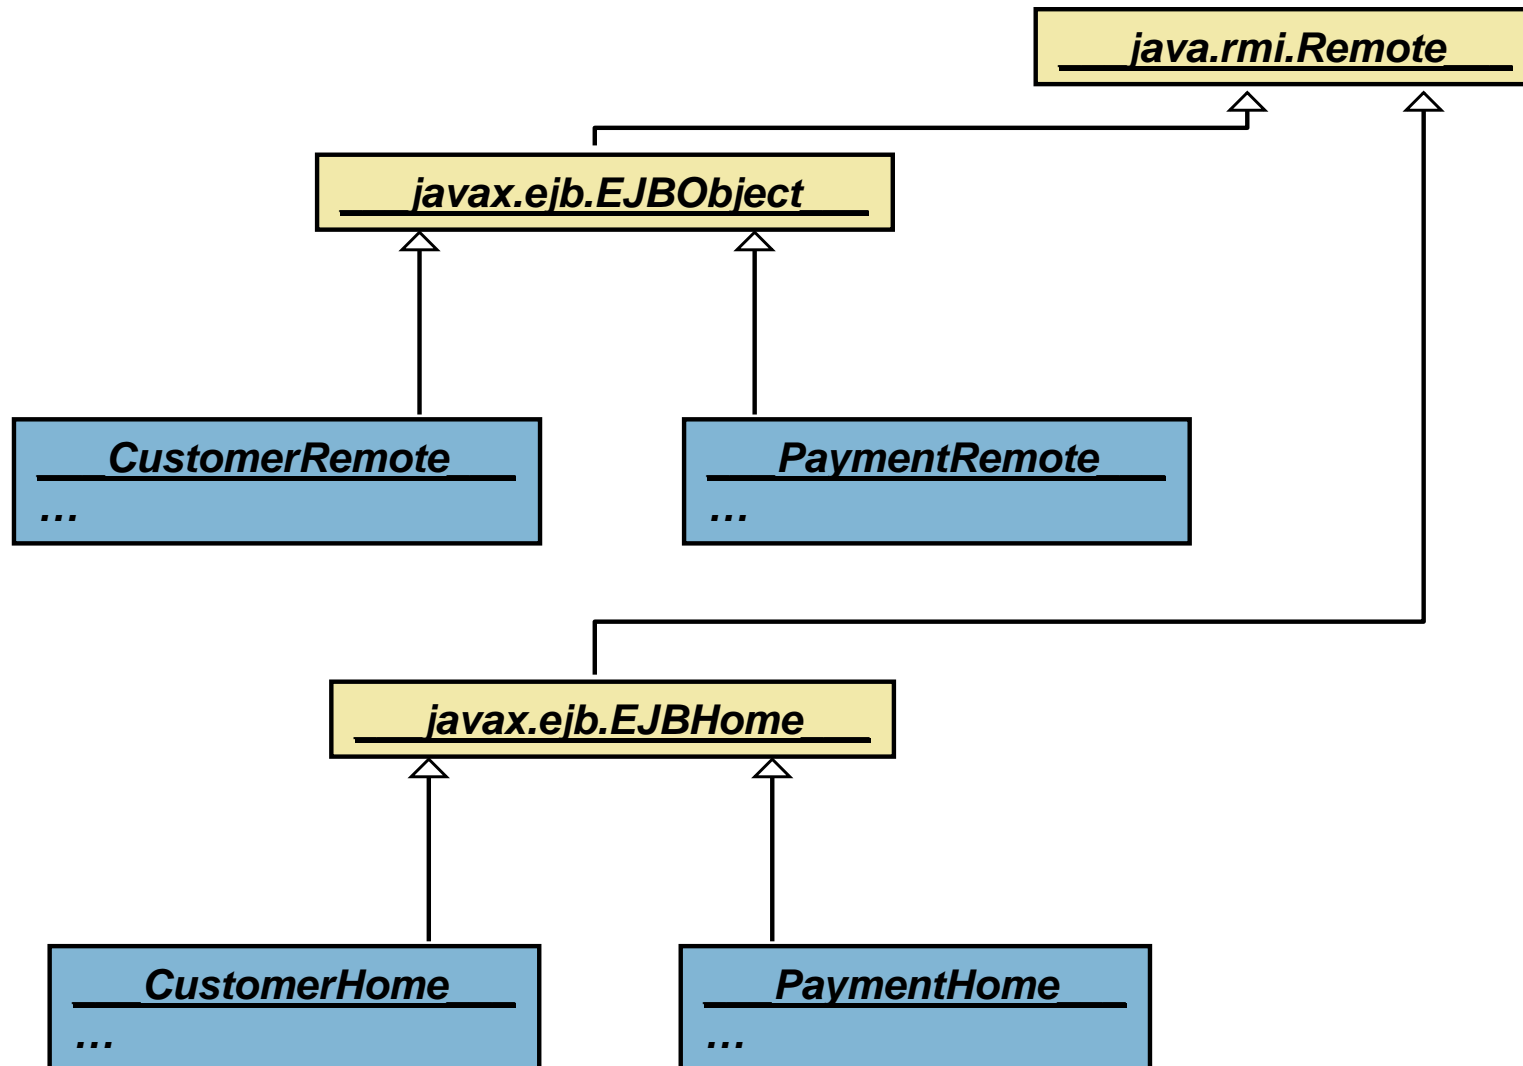 java.rmi.Remote
javax.ejb.EJBObject
CustomerRemote
...
PaymentRemote
...
javax.ejb.EJBHome
CustomerHome
...
PaymentHome
...